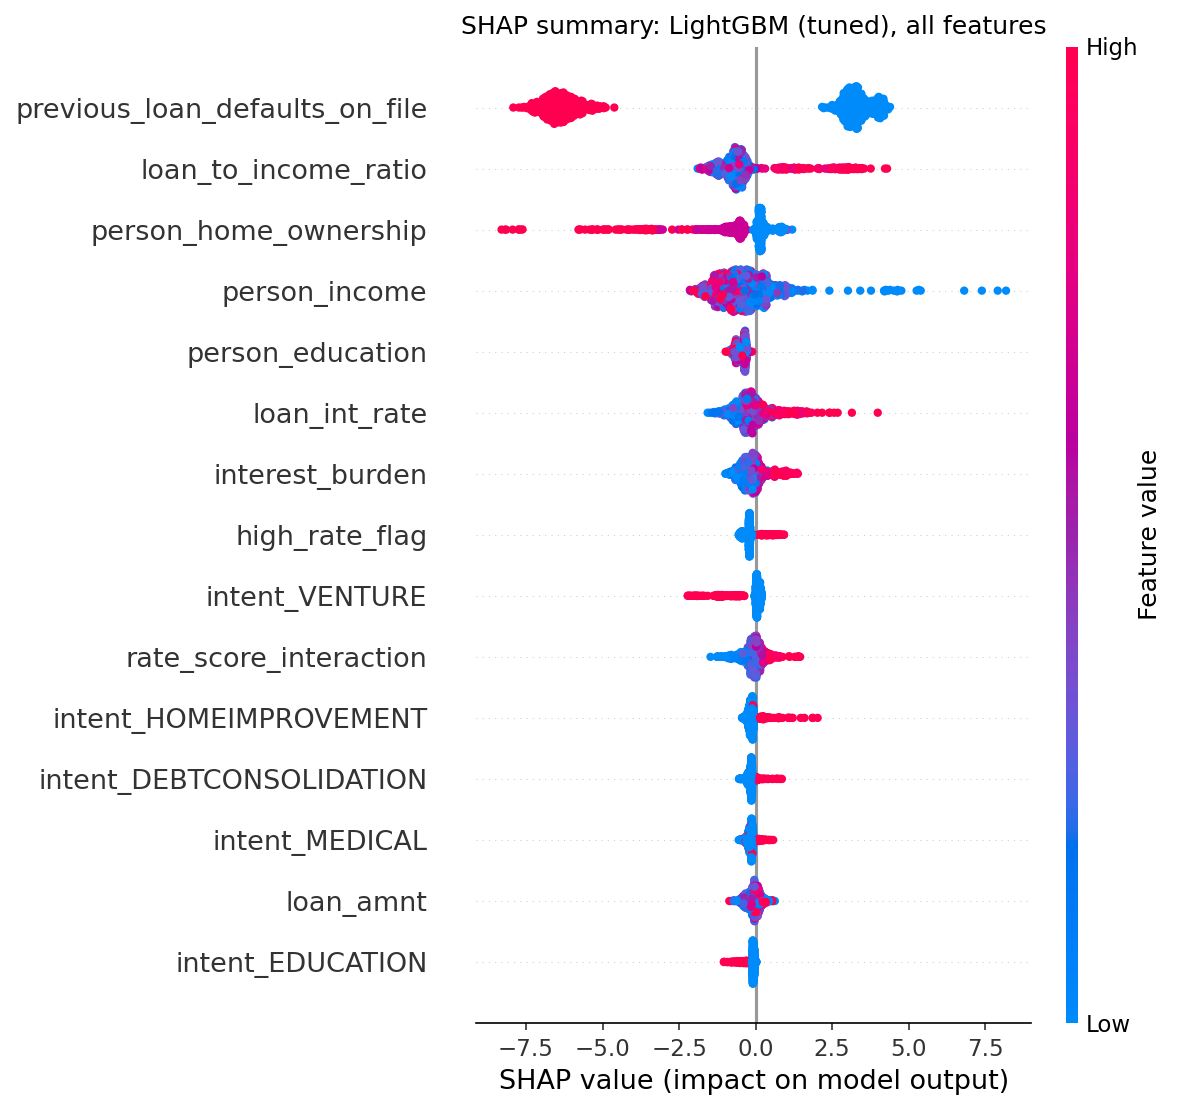 SHAP summary: LightGBM (tuned), all features
High
previous_loan_defaults_on_file
loan_to_income_ratio
person_home_ownership
person_income
person_education
loan_int_rate
interest_burden
high_rate_flag
intent_VENTURE
rate_score_interaction
intent_HOMEIMPROVEMENT
intent_DEBTCONSOLIDATION
intent_MEDICAL
loan_amnt
intent_EDUCATION
Feature value
Low
−7.5 −5.0 −2.5 0.0 2.5 5.0 7.5
SHAP value (impact on model output)